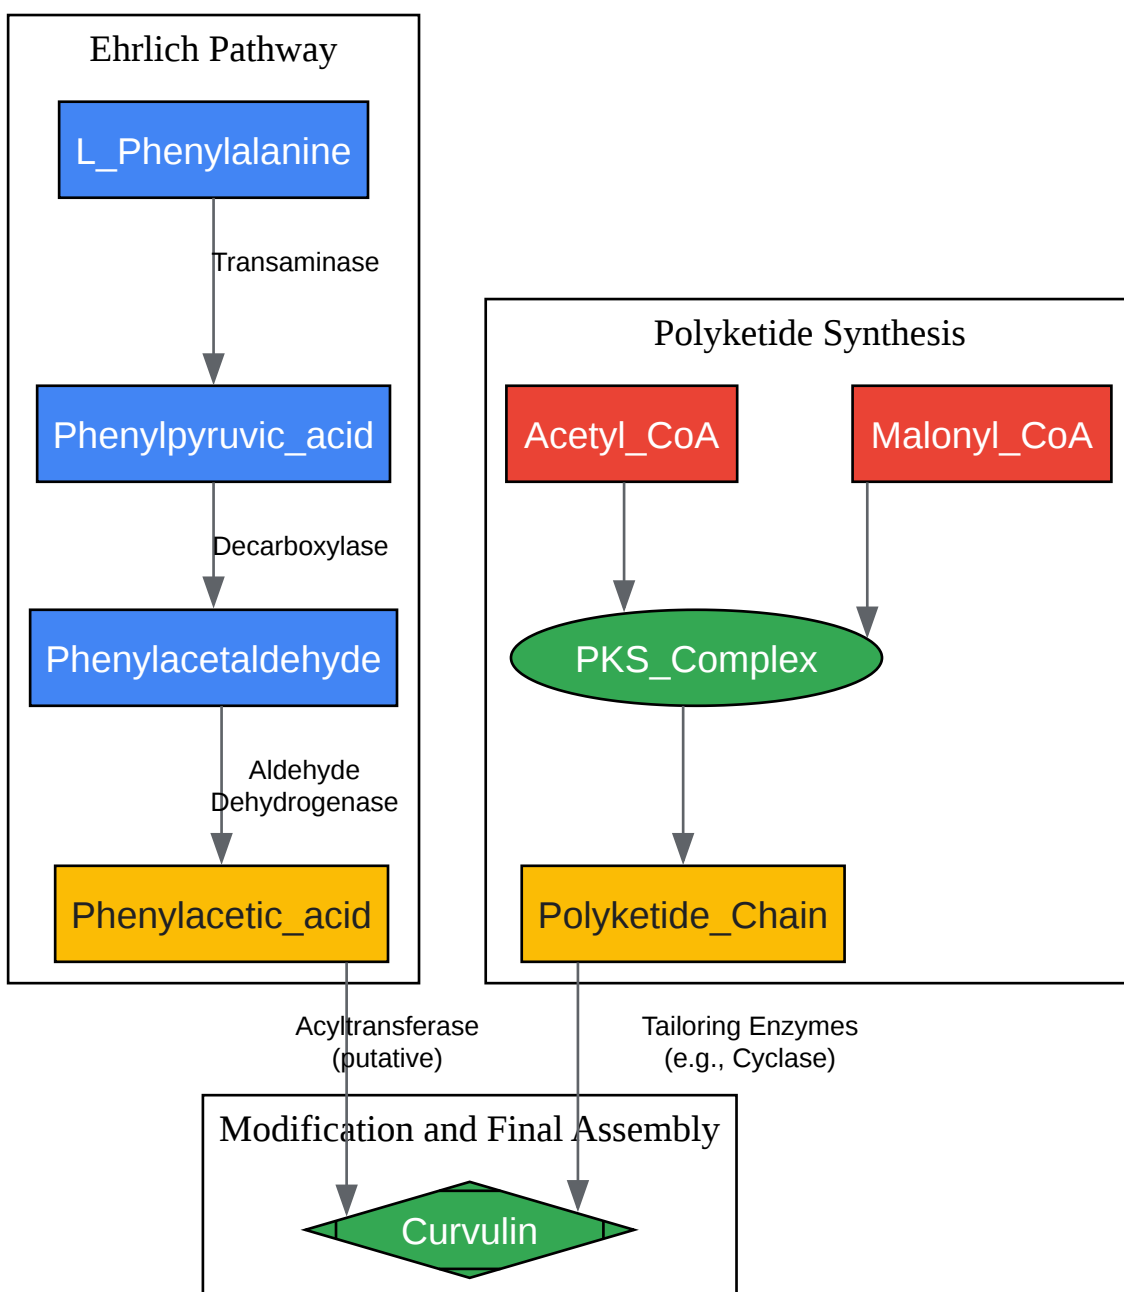 Ehrlich Pathway
L_Phenylalanine
Transaminase
Phenylpyruvic_acid
Decarboxylase
Phenylacetaldehyde
Aldehyde
Dehydrogenase
Phenylacetic_acid
Polyketide Synthesis
Acetyl_CoA
Malonyl_CoA
PKS_Complex
Polyketide_Chain
Acyltransferase
(putative)
Tailoring Enzymes
(e.g., Cyclase)
Modification and Final Assembly
Curvulin